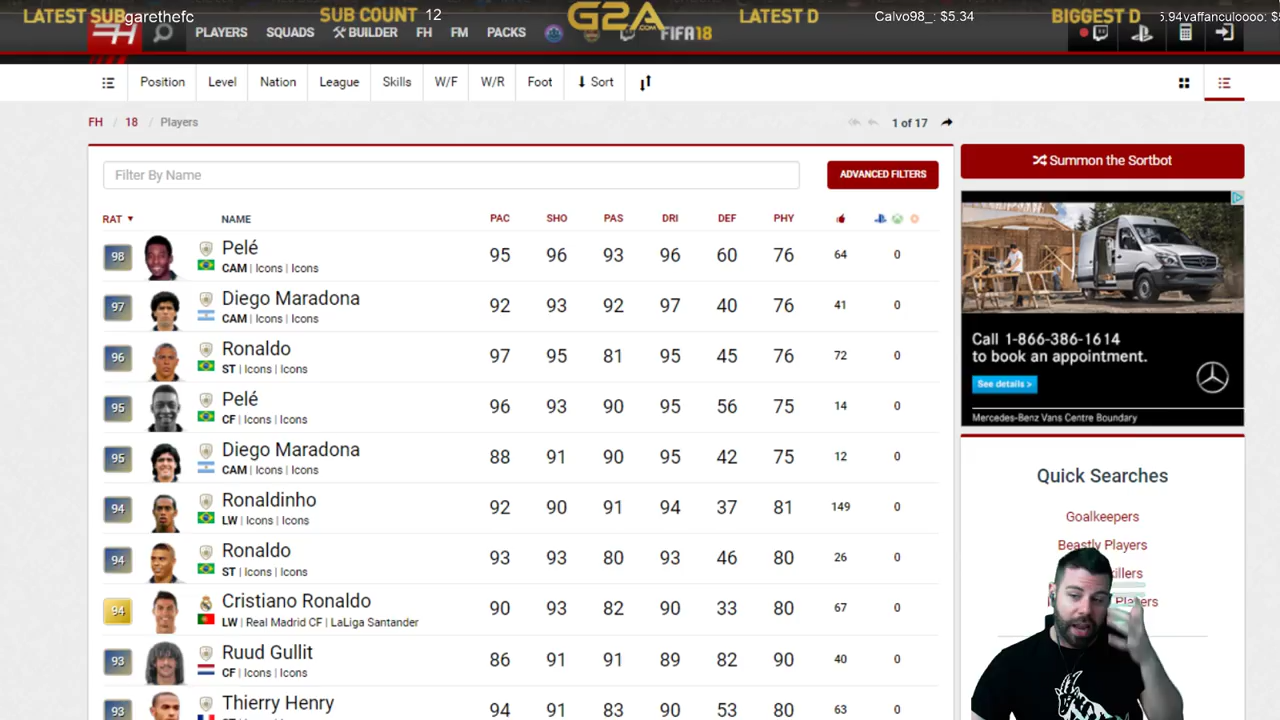 LATEST SUB garethefc SUB COUNT 12 G2A.COM LATEST D Calvo98_: $5.34 BIGGEST D 5.94vaffanculoooo:
PLAYERS SQUADS BUILDER FH FM PACKS FIFA18
Position Level Nation League Skills W/F W/R Foot Sort
FH / 18 / Players 1 of 17
Filter By Name ADVANCED FILTERS
Summon the Sortbot
RAT NAME PAC SHO PAS DRI DEF PHY
98 Pelé 95 96 93 96 60 76 64 0
CAM | Icons | Icons
97 Diego Maradona 92 93 92 97 40 76 41 0
CAM | Icons | Icons
96 Ronaldo 97 95 81 95 45 76 72 0
ST | Icons | Icons
95 Pelé 96 93 90 95 56 75 14 0
CF | Icons | Icons
95 Diego Maradona 88 91 90 95 42 75 12 0
CAM | Icons | Icons
94 Ronaldinho 92 90 91 94 37 81 149 0
LW | Icons | Icons
94 Ronaldo 93 93 80 93 46 80 26 0
ST | Icons | Icons
94 Cristiano Ronaldo 90 93 82 90 33 80 67 0
LW | Real Madrid CF | LaLiga Santander
93 Ruud Gullit 86 91 91 89 82 90 40 0
CF | Icons | Icons
93 Thierry Henry 94 91 83 90 53 80 63 0
Call 1-866-386-1614
to book an appointment.
See details >
Mercedes-Benz Vans Centre Boundary
Quick Searches
Goalkeepers
Beastly Players